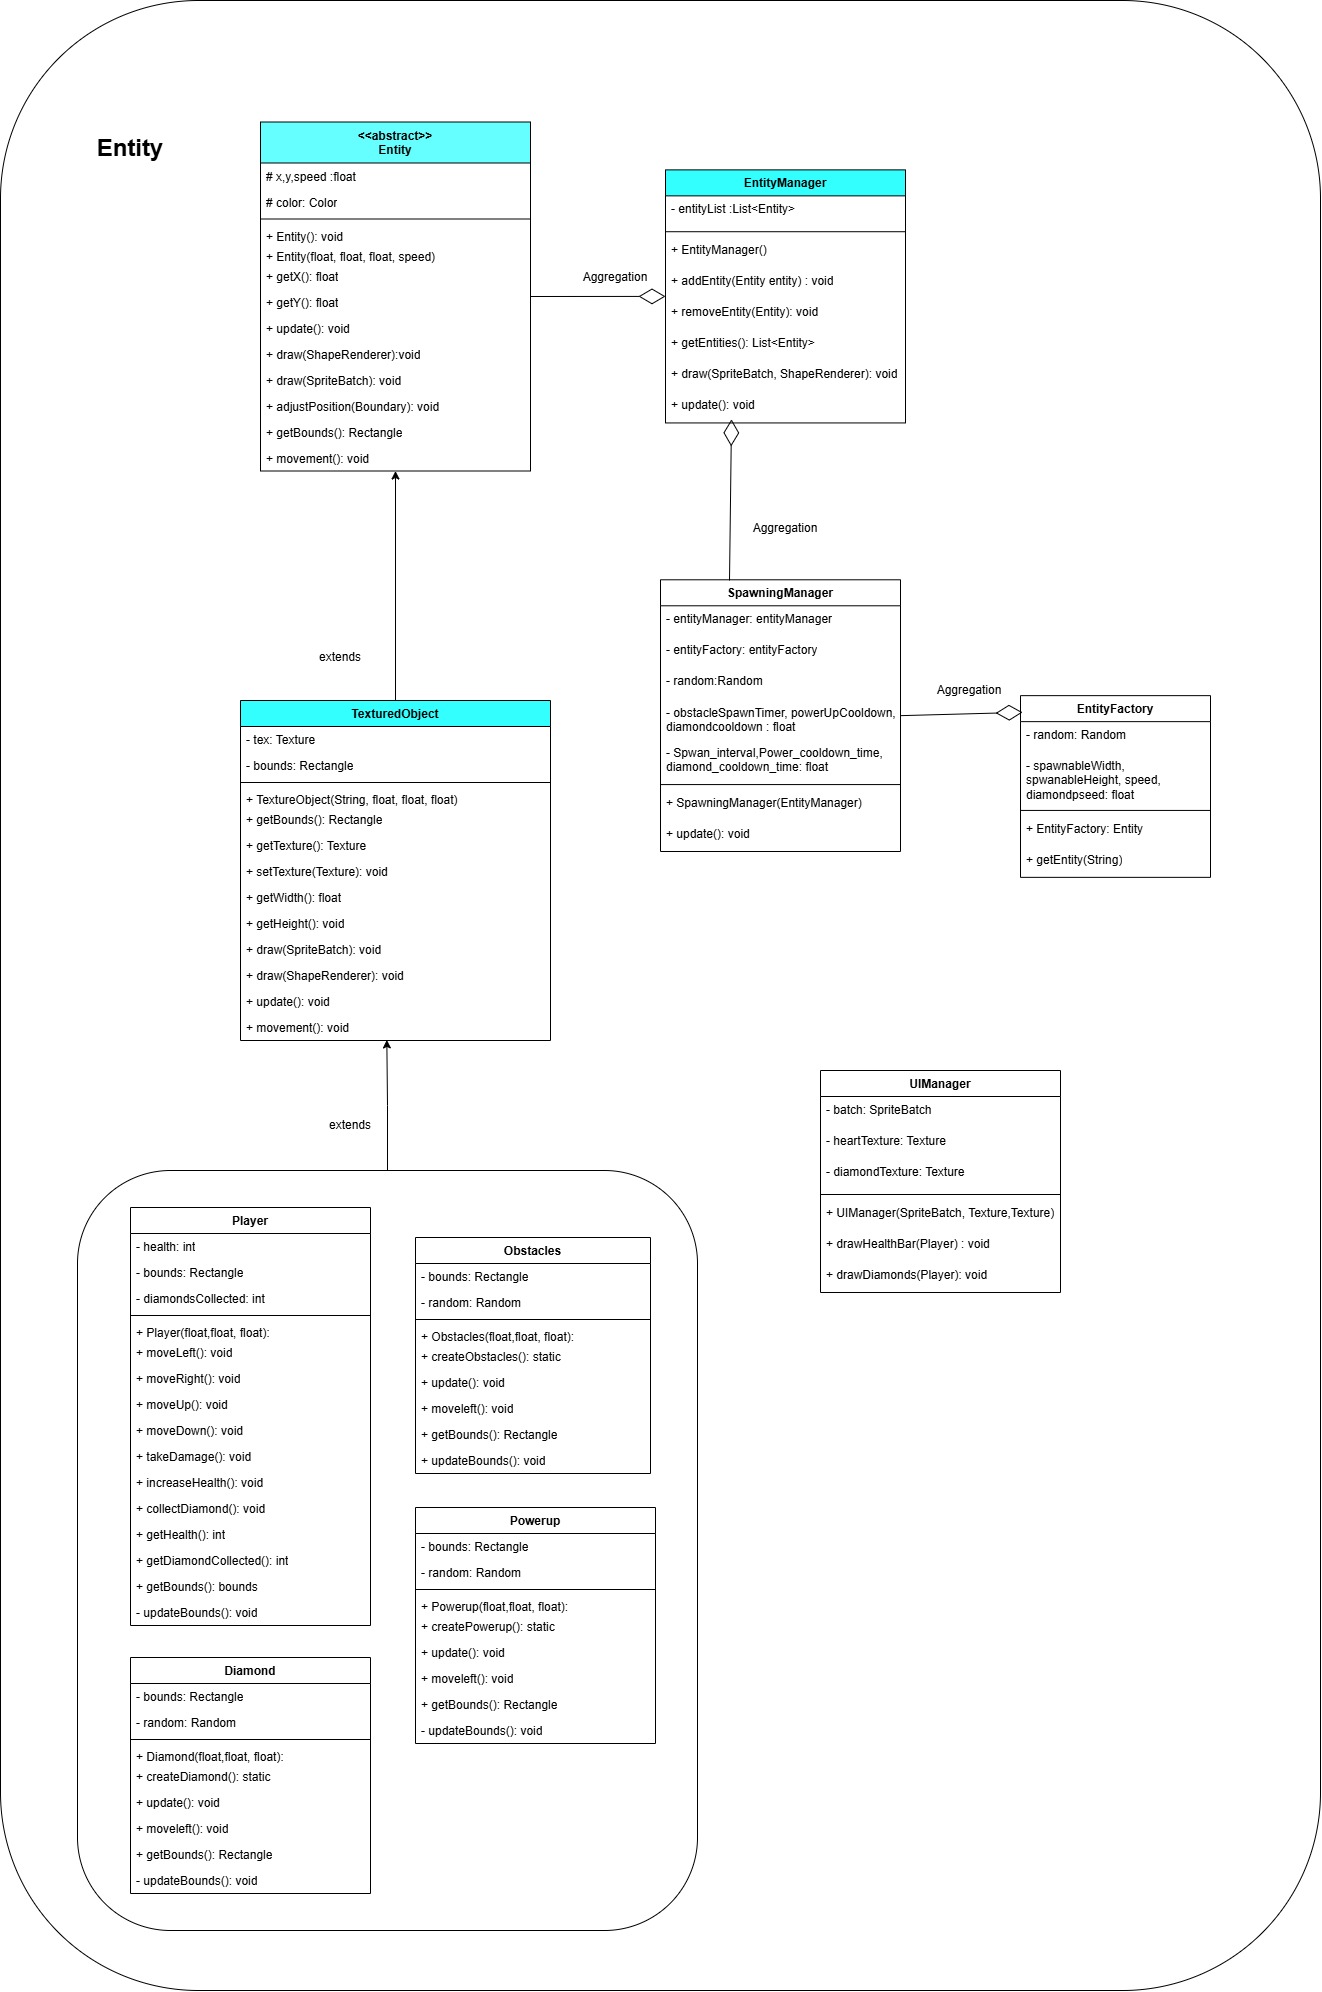 Entity
<<abstract>>
Entity
# x,y,speed :float
# color: Color
+ Entity(): void
+ Entity(float, float, float, speed)
+ getX(): float
+ getY(): float
+ update(): void
+ draw(ShapeRenderer):void
+ draw(SpriteBatch): void
+ adjustPosition(Boundary): void
+ getBounds(): Rectangle
+ movement(): void
Aggregation
EntityManager
- entityList :List<Entity>
+ EntityManager()
+ addEntity(Entity entity) : void
+ removeEntity(Entity): void
+ getEntities(): List<Entity>
+ draw(SpriteBatch, ShapeRenderer): void
+ update(): void
Aggregation
SpawningManager
- entityManager: entityManager
- entityFactory: entityFactory
- random:Random
- obstacleSpawnTimer, powerUpCooldown,
diamondcooldown : float
- Spwan_interval,Power_cooldown_time,
diamond_cooldown_time: float
+ SpawningManager(EntityManager)
+ update(): void
Aggregation
EntityFactory
- random: Random
- spawnableWidth,
spwanableHeight, speed,
diamondpseed: float
+ EntityFactory: Entity
+ getEntity(String)
extends
TexturedObject
- tex: Texture
- bounds: Rectangle
+ TextureObject(String, float, float, float)
+ getBounds(): Rectangle
+ getTexture(): Texture
+ setTexture(Texture): void
+ getWidth(): float
+ getHeight(): void
+ draw(SpriteBatch): void
+ draw(ShapeRenderer): void
+ update(): void
+ movement(): void
extends
UIManager
- batch: SpriteBatch
- heartTexture: Texture
- diamondTexture: Texture
+ UIManager(SpriteBatch, Texture,Texture)
+ drawHealthBar(Player) : void
+ drawDiamonds(Player): void
Player
- health: int
- bounds: Rectangle
- diamondsCollected: int
+ Player(float,float, float):
+ moveLeft(): void
+ moveRight(): void
+ moveUp(): void
+ moveDown(): void
+ takeDamage(): void
+ increaseHealth(): void
+ collectDiamond(): void
+ getHealth(): int
+ getDiamondCollected(): int
+ getBounds(): bounds
- updateBounds(): void
Obstacles
- bounds: Rectangle
- random: Random
+ Obstacles(float,float, float):
+ createObstacles(): static
+ update(): void
+ moveleft(): void
+ getBounds(): Rectangle
+ updateBounds(): void
Powerup
- bounds: Rectangle
- random: Random
+ Powerup(float,float, float):
+ createPowerup(): static
+ update(): void
+ moveleft(): void
+ getBounds(): Rectangle
- updateBounds(): void
Diamond
- bounds: Rectangle
- random: Random
+ Diamond(float,float, float):
+ createDiamond(): static
+ update(): void
+ moveleft(): void
+ getBounds(): Rectangle
- updateBounds(): void